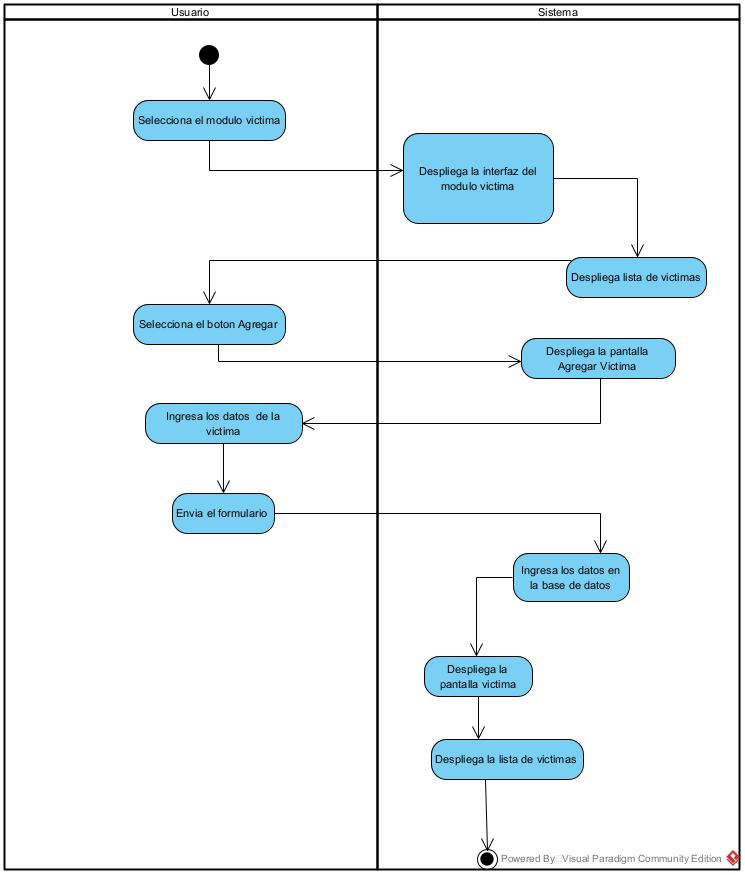 Usuario
Sistema
Selecciona el modulo victima
Despliega la interfaz del
modulo victima
Despliega lista de victimas
Selecciona el boton Agregar
Despliega la pantalla
Agregar Victima
Ingresa los datos de la
victima
Envia el formulario
Ingresa los datos en
la base de datos
Despliega la
pantalla victima
Despliega la lista de victimas
Powered By Visual Paradigm Community Edition